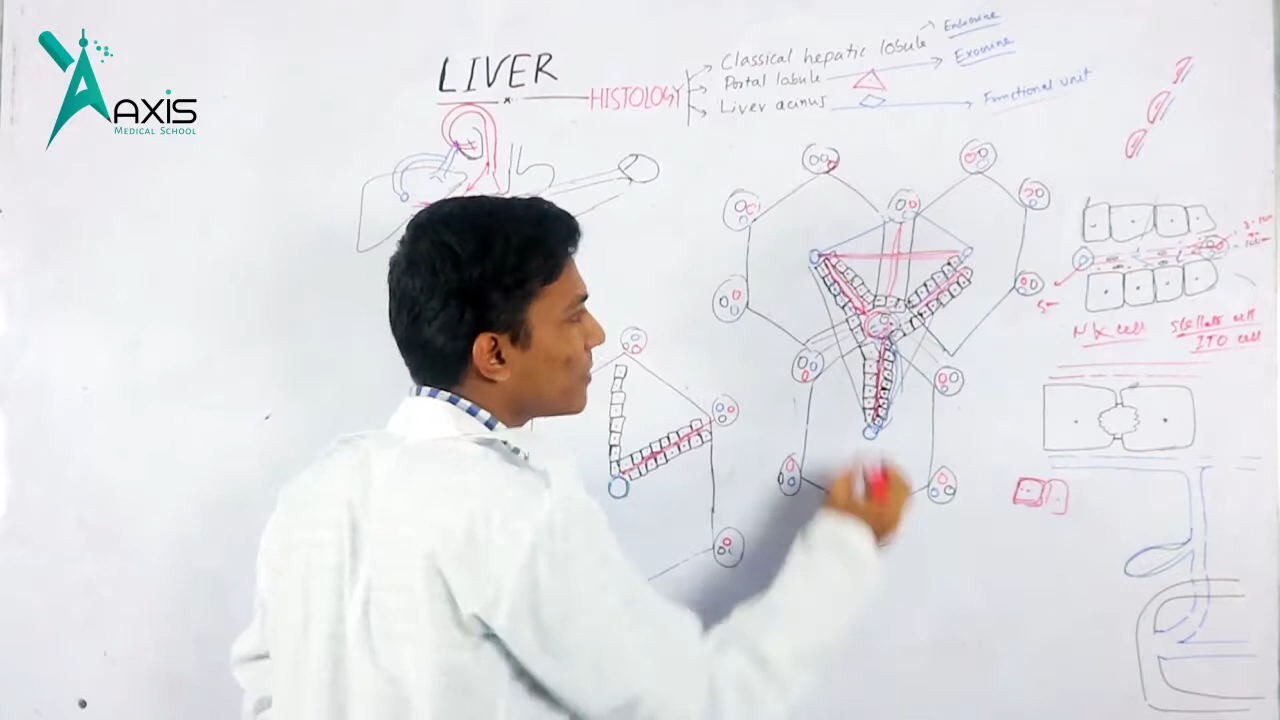 AAXIS
MEDICAL SCHOOL
LIVER
HISTOLOGY
Classical hepatic lobule → Endocrine
Portal lobule → Exocrine
Liver acinus → Functional unit
NK cell
Stellate cell
ITO cell